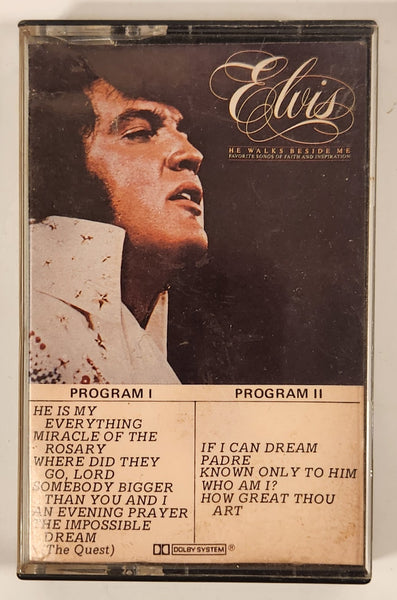 Elvis
HE WALKS BESIDE ME
FAVORITE SONGS OF FAITH AND INSPIRATION
PROGRAM I
HE IS MY
EVERYTHING
MIRACLE OF THE
ROSARY
WHERE DID THEY
GO, LORD
SOMEBODY BIGGER
THAN YOU AND I
AN EVENING PRAYER
THE IMPOSSIBLE
DREAM
(The Quest)
PROGRAM II
IF I CAN DREAM
PADRE
KNOWN ONLY TO HIM
WHO AM I?
HOW GREAT THOU
ART
DOLBY SYSTEM ®